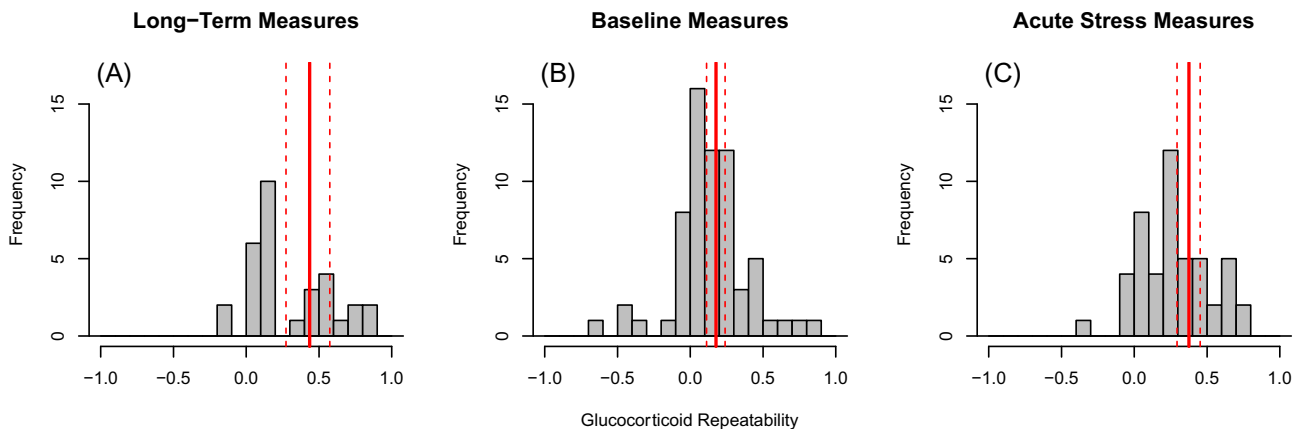 Long−Term Measures
Baseline Measures
Acute Stress Measures
(A)
(B)
(C)
Frequency
0
5
10
15
−1.0 −0.5 0.0 0.5 1.0
Frequency
0
5
10
15
−1.0 −0.5 0.0 0.5 1.0
Frequency
0
5
10
15
−1.0 −0.5 0.0 0.5 1.0
Glucocorticoid Repeatability